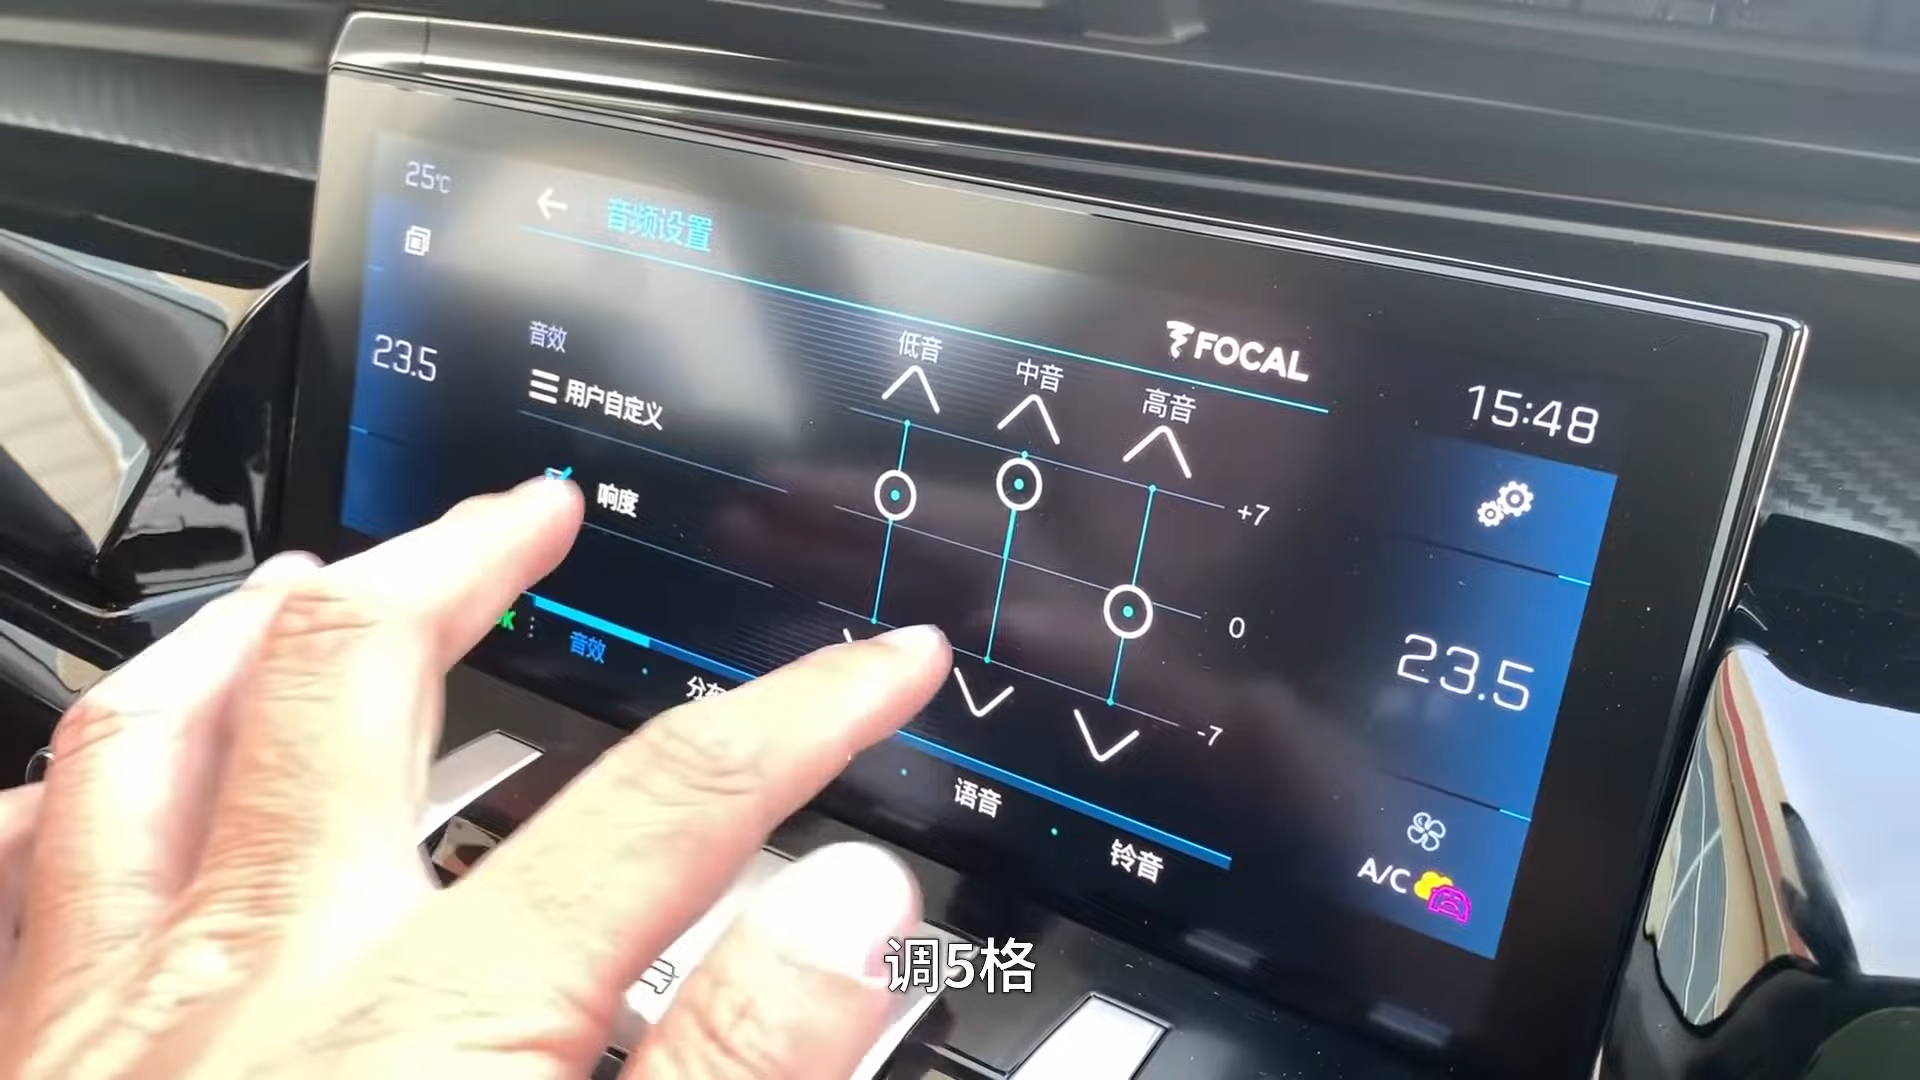 25℃
音频设置
FOCAL
15:48
23.5
音效
用户自定义
响度
低音
中音
高音
+7
0
-7
23.5
音效
语音
铃音
A/C
调5格